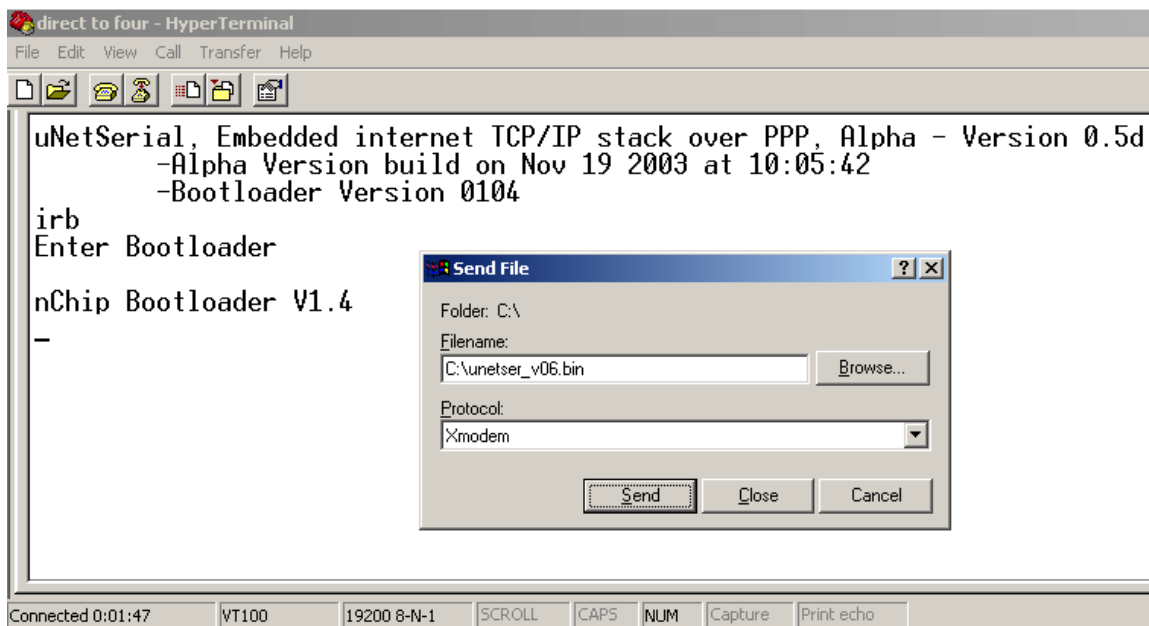 direct to four - HyperTerminal
File Edit View Call Transfer Help
uNetSerial, Embedded internet TCP/IP stack over PPP, Alpha - Version 0.5d
-Alpha Version build on Nov 19 2003 at 10:05:42
-Bootloader Version 0104
irb
Enter Bootloader
nChip Bootloader V1.4
_
Send File
Folder: C:\
Filename:
C:\unetser_v06.bin
Browse...
Protocol:
Xmodem
Send Close Cancel
Connected 0:01:47 VT100 19200 8-N-1 SCROLL CAPS NUM Capture Print echo